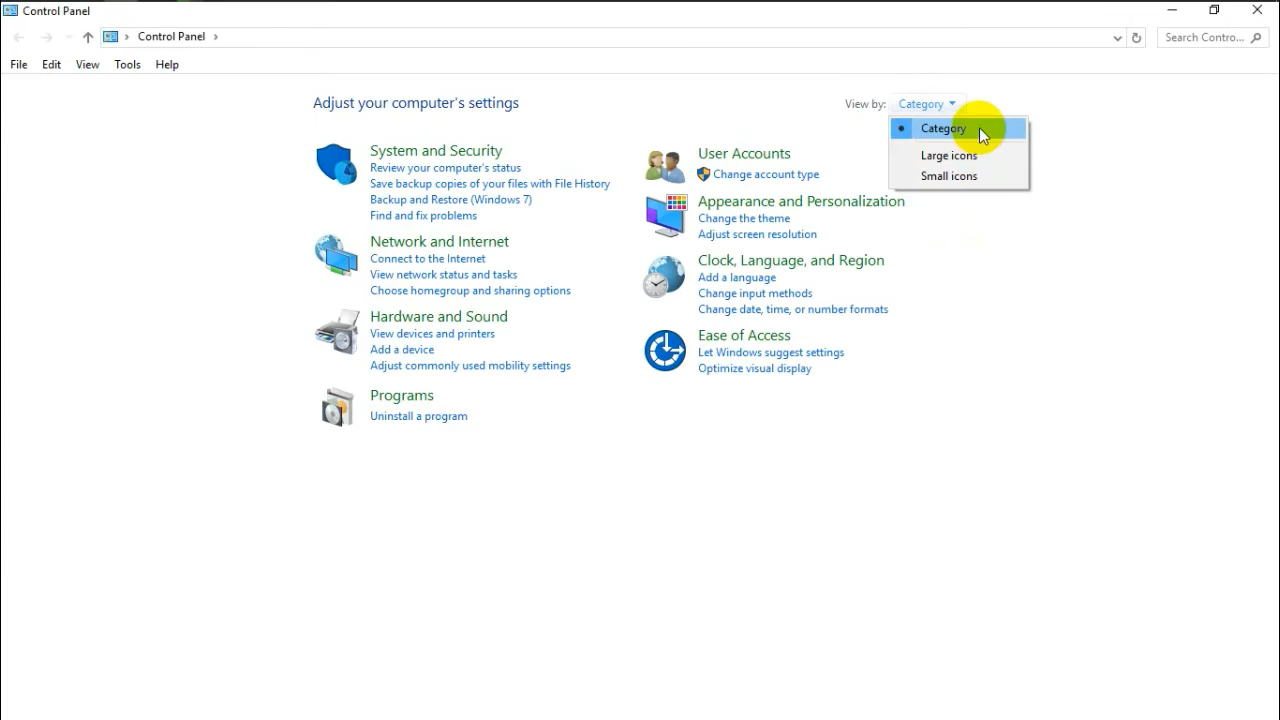 Control Panel
Control Panel
Search Contro...
File Edit View Tools Help
Adjust your computer's settings
View by: Category
Category
Large icons
Small icons
System and Security
Review your computer's status
Save backup copies of your files with File History
Backup and Restore (Windows 7)
Find and fix problems
Network and Internet
Connect to the Internet
View network status and tasks
Choose homegroup and sharing options
Hardware and Sound
View devices and printers
Add a device
Adjust commonly used mobility settings
Programs
Uninstall a program
User Accounts
Change account type
Appearance and Personalization
Change the theme
Adjust screen resolution
Clock, Language, and Region
Add a language
Change input methods
Change date, time, or number formats
Ease of Access
Let Windows suggest settings
Optimize visual display